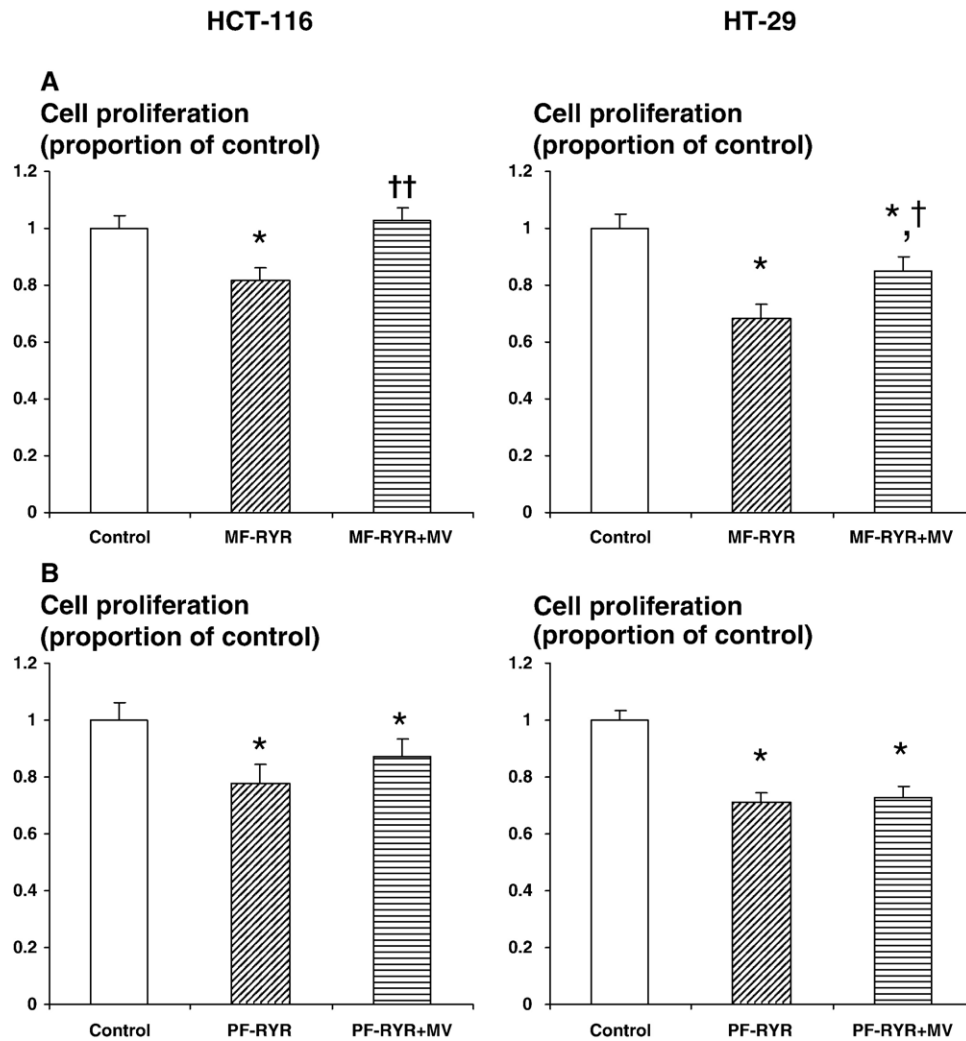 HCT-116
HT-29
A
Cell proliferation
(proportion of control)
1.2
1
0.8
0.6
0.4
0.2
0
*
††
Control
MF-RYR
MF-RYR+MV
Cell proliferation
(proportion of control)
1.2
1
0.8
0.6
0.4
0.2
0
*
*,†
Control
MF-RYR
MF-RYR+MV
B
Cell proliferation
(proportion of control)
1.2
1
0.8
0.6
0.4
0.2
0
*
*
Control
PF-RYR
PF-RYR+MV
Cell proliferation
(proportion of control)
1.2
1
0.8
0.6
0.4
0.2
0
*
*
Control
PF-RYR
PF-RYR+MV